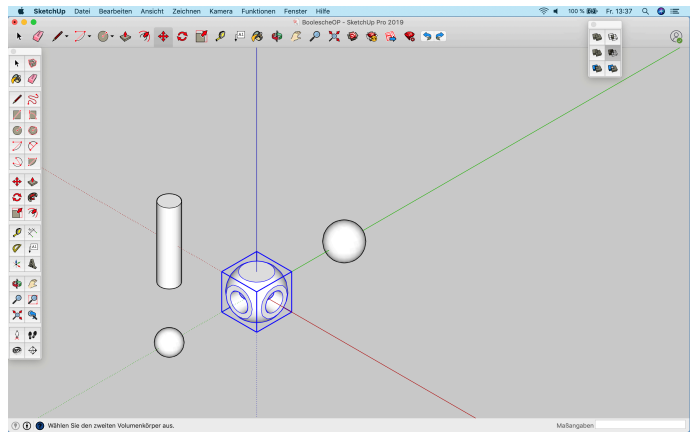 SketchUp Datei Bearbeiten Ansicht Zeichnen Kamera Funktionen Fenster Hilfe 100 % Fr. 13:37
BoolescheOP - SketchUp Pro 2019
Wählen Sie den zweiten Volumenkörper aus. Maßangaben